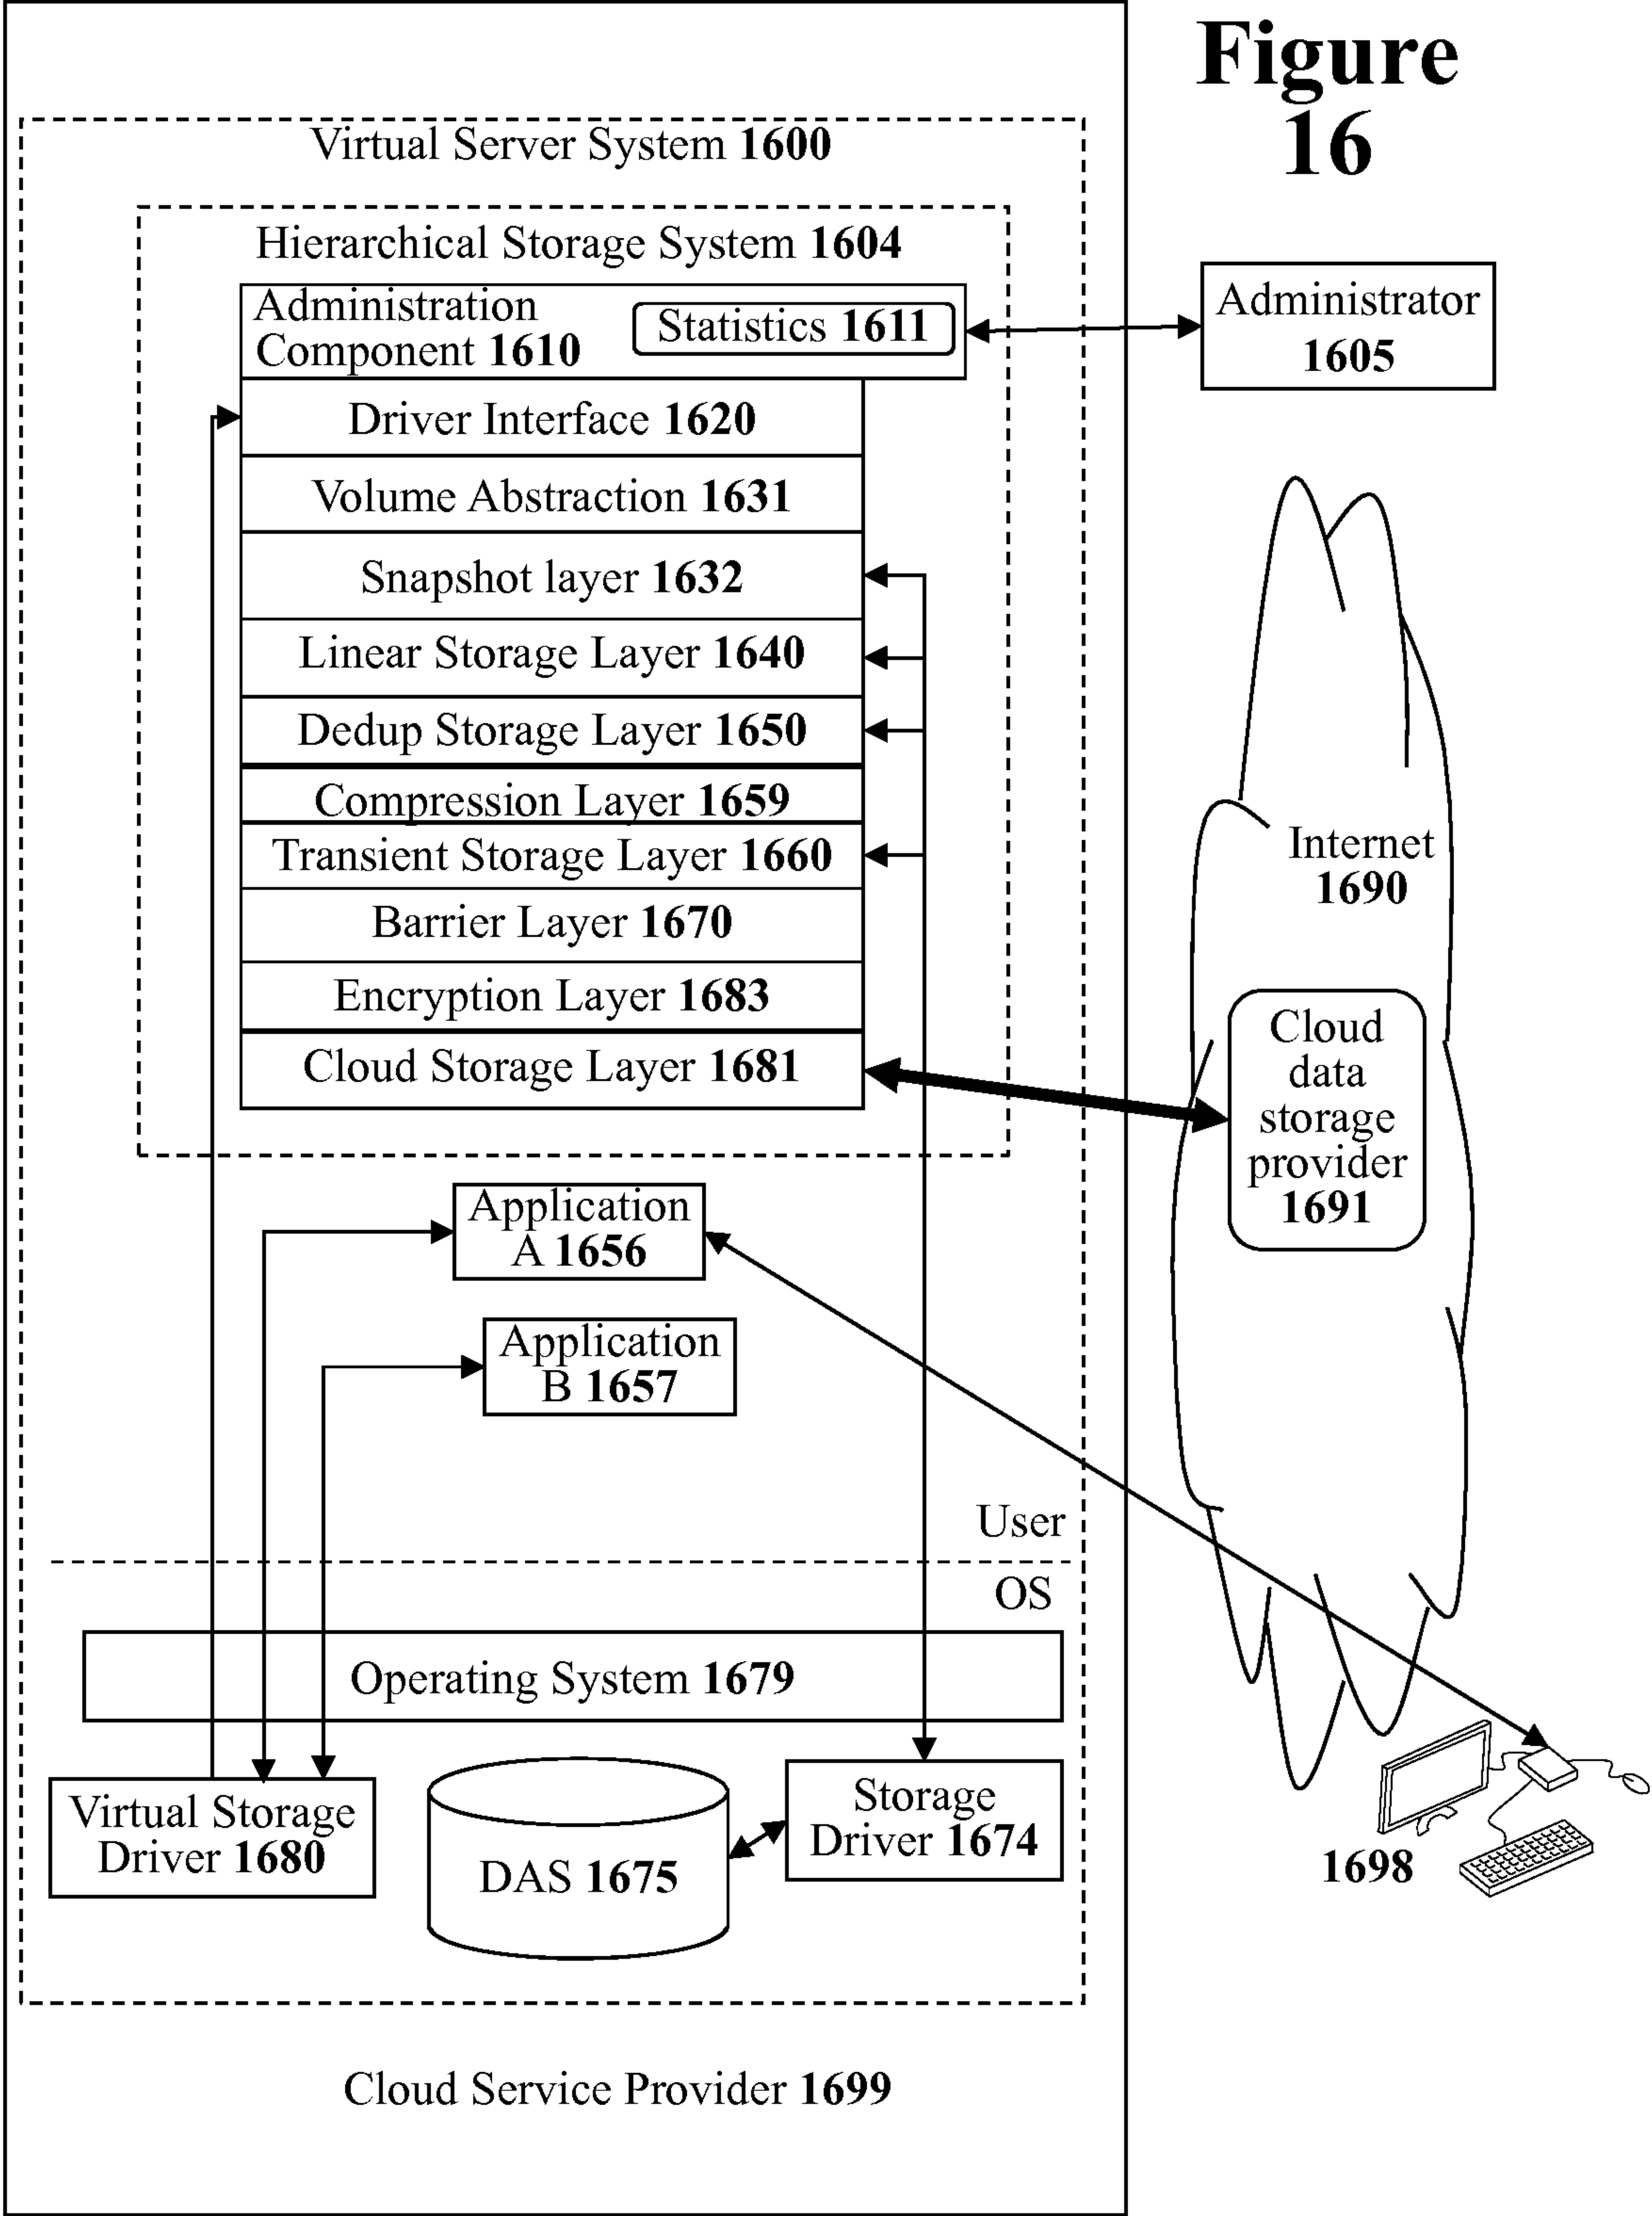 Figure
16
Virtual Server System 1600
Hierarchical Storage System 1604
Administration
Component 1610
Statistics 1611
Administrator
1605
Driver Interface 1620
Volume Abstraction 1631
Snapshot layer 1632
Linear Storage Layer 1640
Dedup Storage Layer 1650
Compression Layer 1659
Transient Storage Layer 1660
Barrier Layer 1670
Encryption Layer 1683
Cloud Storage Layer 1681
Internet
1690
Cloud
data
storage
provider
1691
Application
A 1656
Application
B 1657
User
OS
Operating System 1679
Virtual Storage
Driver 1680
DAS 1675
Storage
Driver 1674
1698
Cloud Service Provider 1699